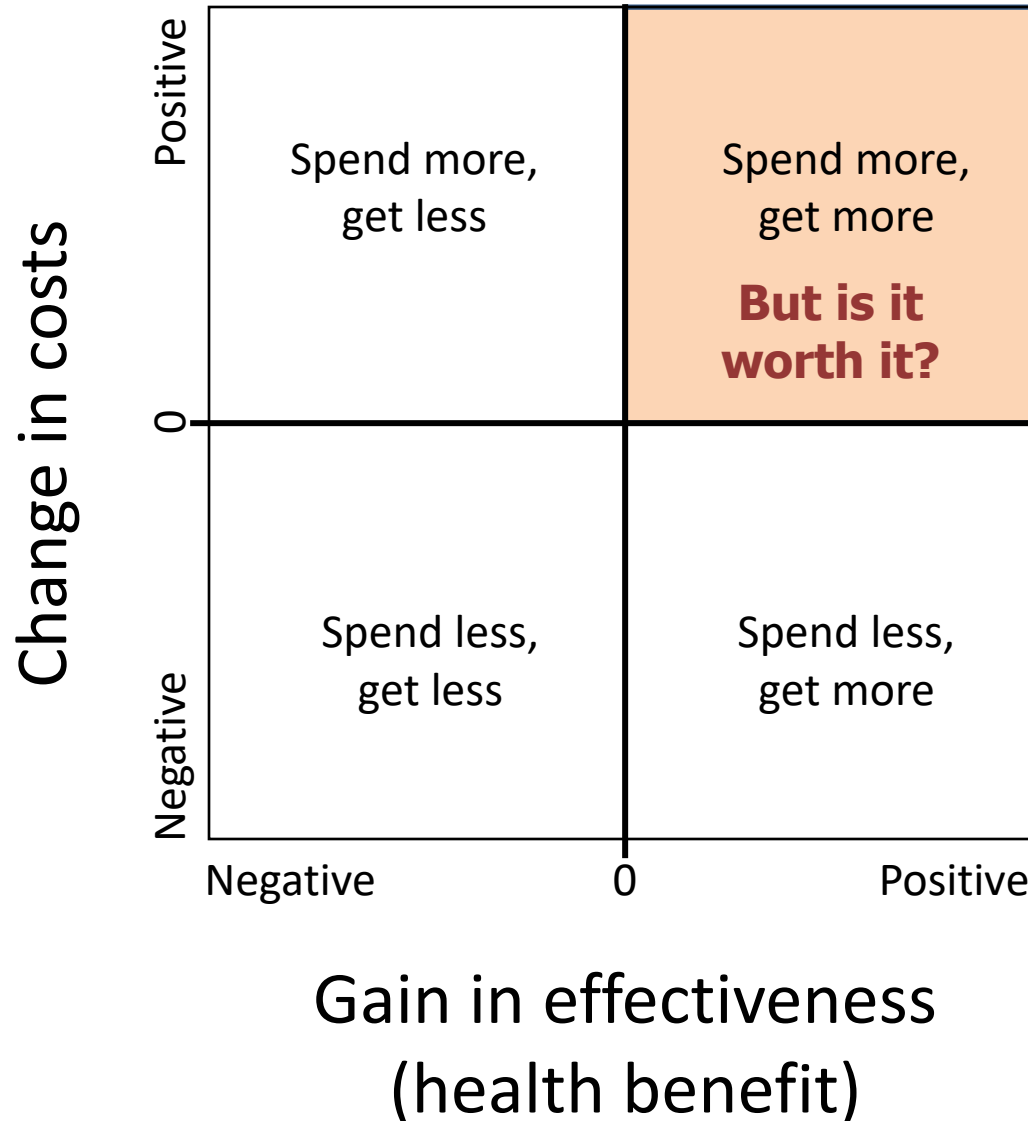 Positive
Spend more,
get less
Spend more,
get more
But is it
worth it?
Change in costs
0
Spend less,
get less
Spend less,
get more
Negative
Negative
0
Positive
Gain in effectiveness
(health benefit)